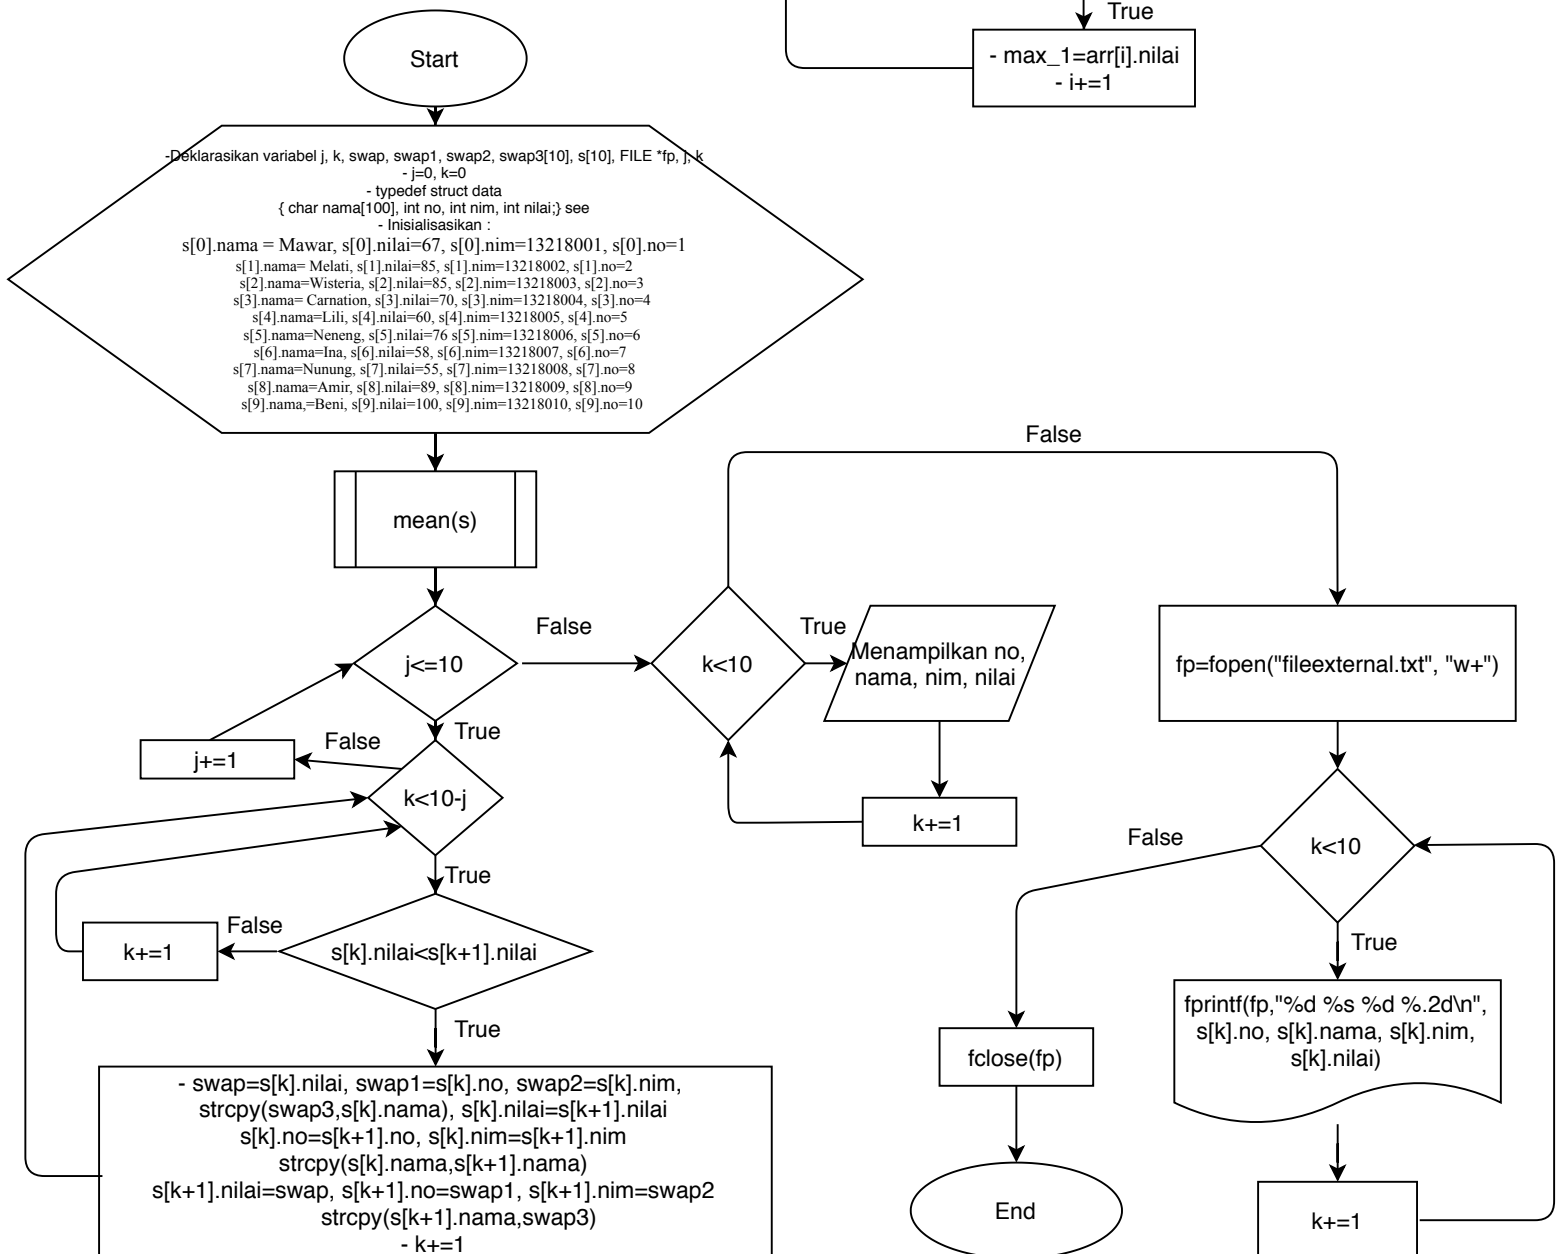 True
- max_1=arr[i].nilai
- i+=1
Start
-Deklarasikan variabel j, k, swap, swap1, swap2, swap3[10], s[10], FILE *fp, j, k
- j=0, k=0
- typedef struct data
{ char nama[100], int no, int nim, int nilai;} see
- Inisialisasikan :
s[0].nama = Mawar, s[0].nilai=67, s[0].nim=13218001, s[0].no=1
s[1].nama= Melati, s[1].nilai=85, s[1].nim=13218002, s[1].no=2
s[2].nama=Wisteria, s[2].nilai=85, s[2].nim=13218003, s[2].no=3
s[3].nama= Carnation, s[3].nilai=70, s[3].nim=13218004, s[3].no=4
s[4].nama=Lili, s[4].nilai=60, s[4].nim=13218005, s[4].no=5
s[5].nama=Neneng, s[5].nilai=76 s[5].nim=13218006, s[5].no=6
s[6].nama=Ina, s[6].nilai=58, s[6].nim=13218007, s[6].no=7
s[7].nama=Nunung, s[7].nilai=55, s[7].nim=13218008, s[7].no=8
s[8].nama=Amir, s[8].nilai=89, s[8].nim=13218009, s[8].no=9
s[9].nama,=Beni, s[9].nilai=100, s[9].nim=13218010, s[9].no=10
mean(s)
j<=10
False
True
j+=1
False
k<10-j
True
k+=1
False
s[k].nilai<s[k+1].nilai
True
- swap=s[k].nilai, swap1=s[k].no, swap2=s[k].nim,
strcpy(swap3,s[k].nama), s[k].nilai=s[k+1].nilai
s[k].no=s[k+1].no, s[k].nim=s[k+1].nim
strcpy(s[k].nama,s[k+1].nama)
s[k+1].nilai=swap, s[k+1].no=swap1, s[k+1].nim=swap2
strcpy(s[k+1].nama,swap3)
- k+=1
k<10
True
Menampilkan no,
nama, nim, nilai
k+=1
False
fp=fopen("fileexternal.txt", "w+")
k<10
False
True
fprintf(fp,"%d %s %d %.2d\n",
s[k].no, s[k].nama, s[k].nim,
s[k].nilai)
k+=1
fclose(fp)
End